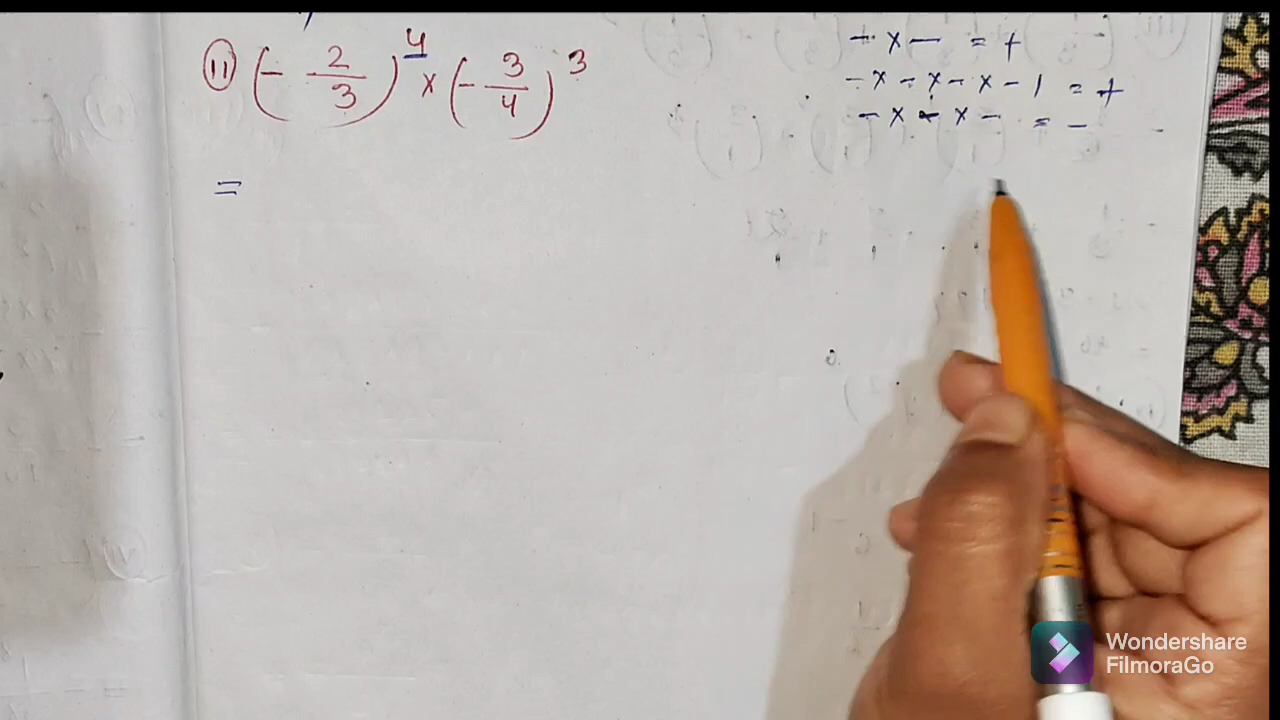 (ii) (- 2/3)^4 × (- 3/4)^3
=
- × - = +
- × - × - × - 1 = +
- × - × - = -
Wondershare
FilmoraGo